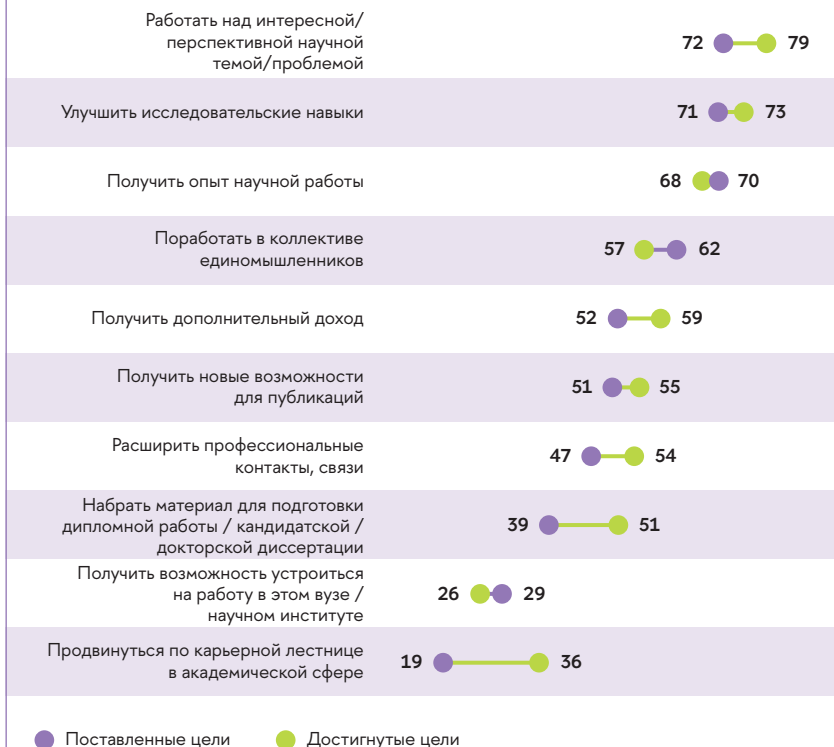 Работать над интересной/
перспективной научной
темой/проблемой
72 79
Улучшить исследовательские навыки
71 73
Получить опыт научной работы
68 70
Поработать в коллективе
единомышленников
57 62
Получить дополнительный доход
52 59
Получить новые возможности
для публикаций
51 55
Расширить профессиональные
контакты, связи
47 54
Набрать материал для подготовки
дипломной работы / кандидатской /
докторской диссертации
39 51
Получить возможность устроиться
на работу в этом вузе /
научном институте
26 29
Продвинуться по карьерной лестнице
в академической сфере
19 36
Поставленные цели Достигнутые цели